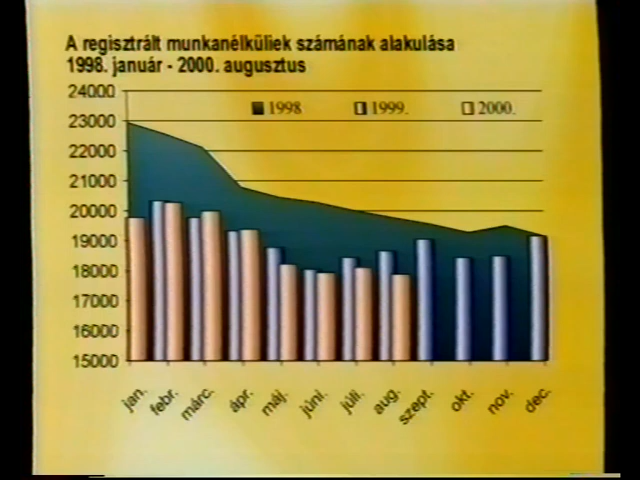 A regisztrált munkanélküliek számának alakulása
1998. január - 2000. augusztus
24000
1998
1999.
2000.
23000
22000
21000
20000
19000
18000
17000
16000
15000
jan.
febr.
márc.
ápr.
máj.
júni.
júli.
aug.
szept.
okt.
nov.
dec.